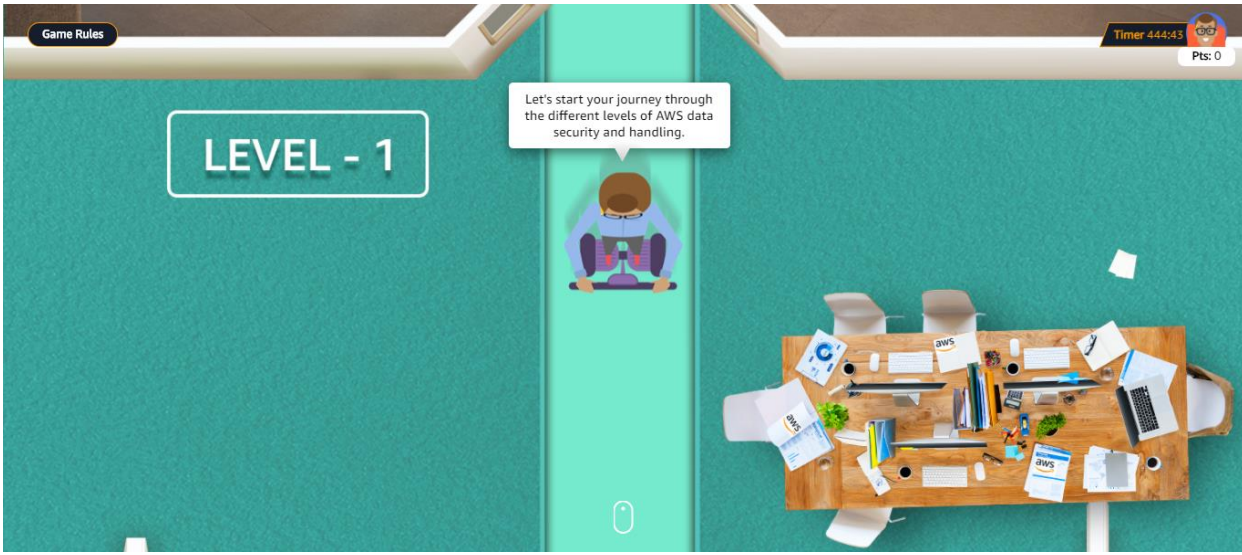 Game Rules
Timer 444:43
Pts: 0
Let's start your journey through
the different levels of AWS data
security and handling.
LEVEL - 1
aws
aws
aws